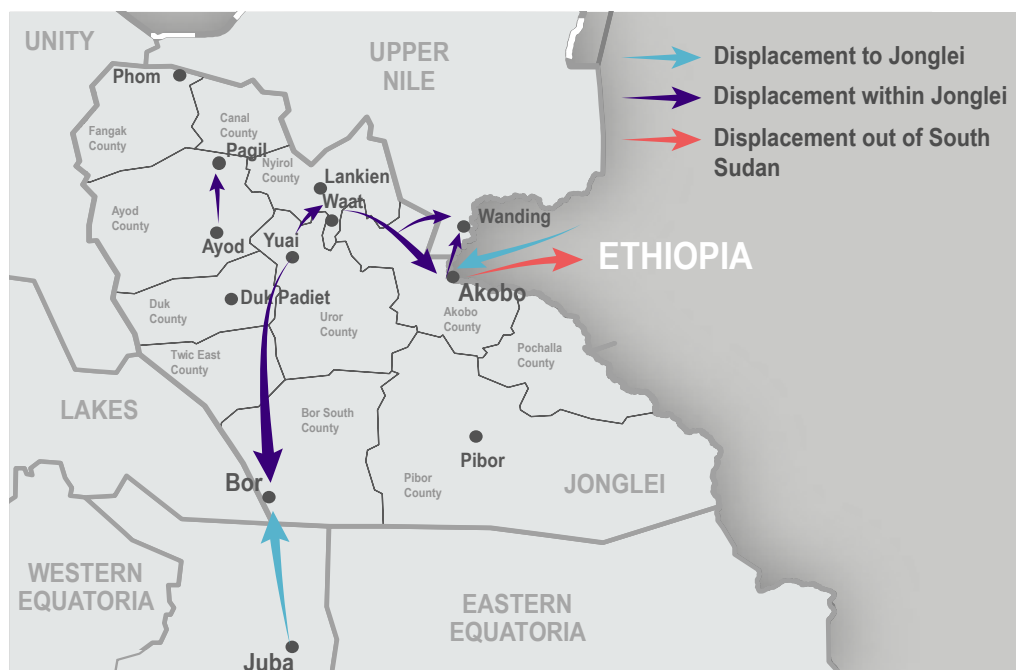 UNITY
UPPER
NILE
Displacement to Jonglei
Displacement within Jonglei
Displacement out of South
Sudan
Phom
Fangak
County
Canal
County
Pagil
Nyirol
County
Lankien
Waat
Wanding
Ayod
County
Ayod
Yuai
ETHIOPIA
Akobo
Duk Padiet
Duk
County
Uror
County
Akobo
County
Twic East
County
Pochalla
County
LAKES
Bor South
County
Pibor
Bor
Pibor
County
JONGLEI
WESTERN
EQUATORIA
EASTERN
EQUATORIA
Juba